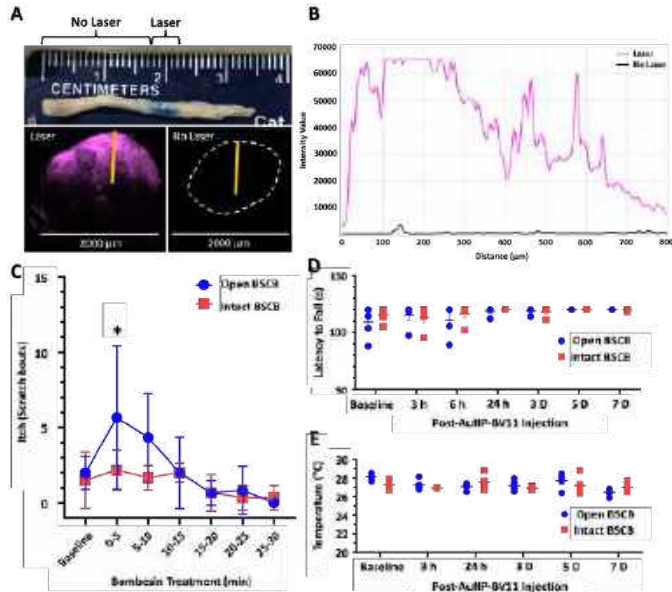 A
No Laser
Laser
1
2
3
4
CENTIMETERS
Cat
Laser
No Laser
2000 µm
2000 µm
B
70000
60000
50000
40000
30000
20000
10000
0
Intensity Value
Laser
No Laser
0
100
200
300
400
500
600
700
800
Distance (µm)
C
15
10
5
0
Itch (Scratch bouts)
Open BSCB
Intact BSCB
*
Baseline
0-5
5-10
10-15
15-20
20-25
25-30
Bombesin Treatment (min)
D
150
100
50
Latency to Fall (s)
Open BSCB
Intact BSCB
Baseline
3 h
6 h
24 h
3 D
5 D
7 D
Post-AuNP-BV11 Injection
E
28
26
24
22
20
Temperature (°C)
Open BSCB
Intact BSCB
Baseline
3 h
24 h
3 D
5 D
7 D
Post-AuNP-BV11 Injection